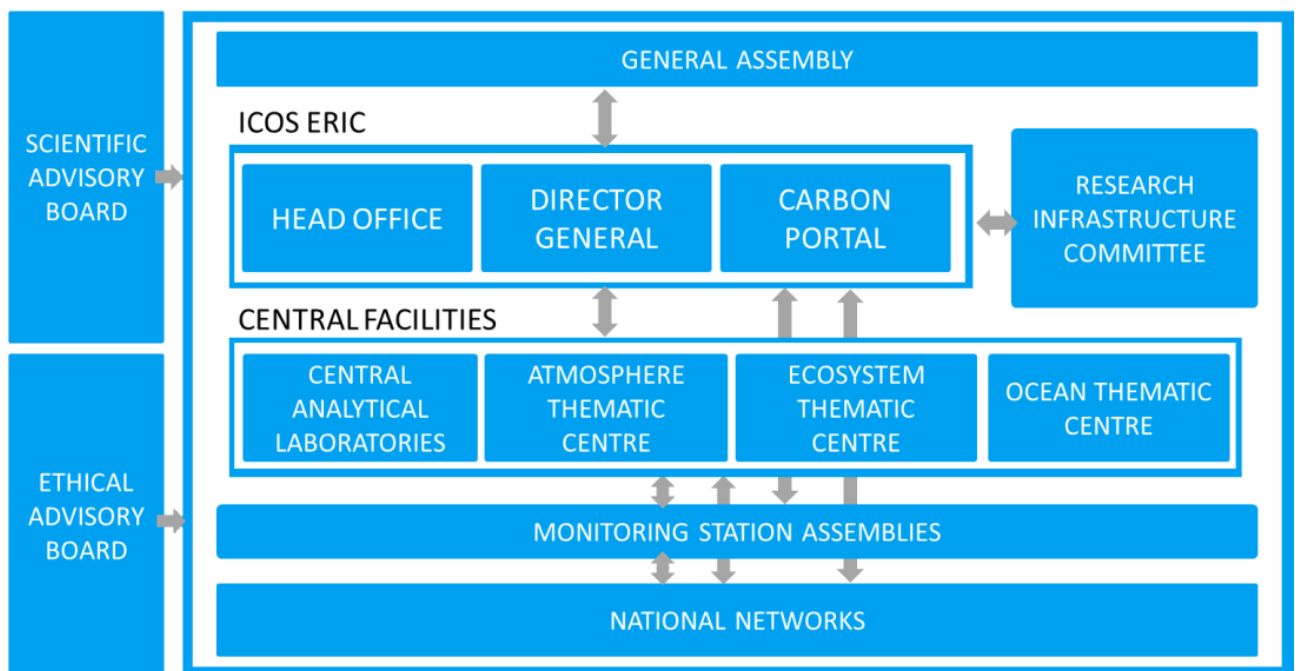 GENERAL ASSEMBLY
SCIENTIFIC
ADVISORY
BOARD
ICOS ERIC
HEAD OFFICE
DIRECTOR
GENERAL
CARBON
PORTAL
RESEARCH
INFRASTRUCTURE
COMMITTEE
CENTRAL FACILITIES
CENTRAL
ANALYTICAL
LABORATORIES
ATMOSPHERE
THEMATIC
CENTRE
ECOSYSTEM
THEMATIC
CENTRE
OCEAN THEMATIC
CENTRE
ETHICAL
ADVISORY
BOARD
MONITORING STATION ASSEMBLIES
NATIONAL NETWORKS